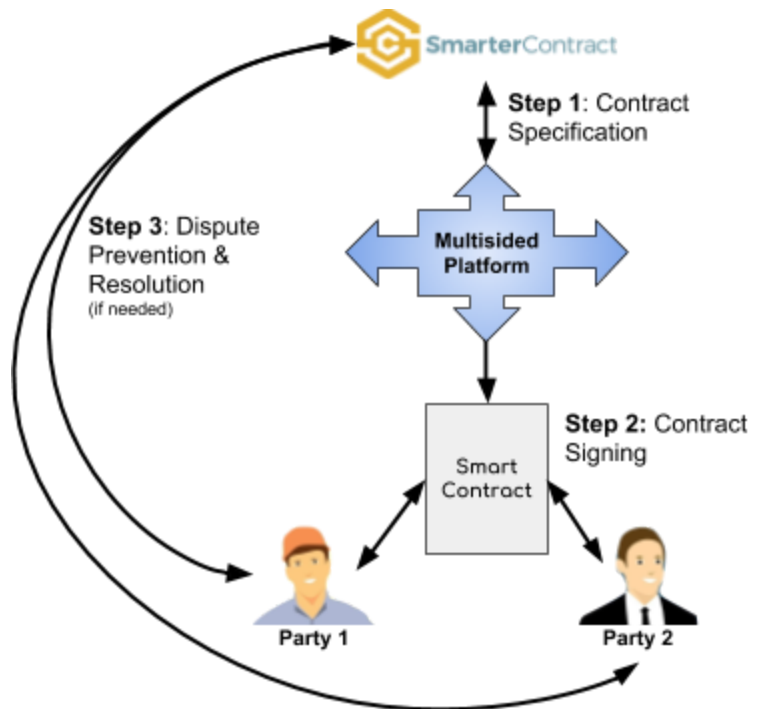 SmarterContract
Step 1: Contract
Specification
Step 3: Dispute
Prevention &
Resolution
(if needed)
Multisided
Platform
Step 2: Contract
Signing
Smart
Contract
Party 1
Party 2